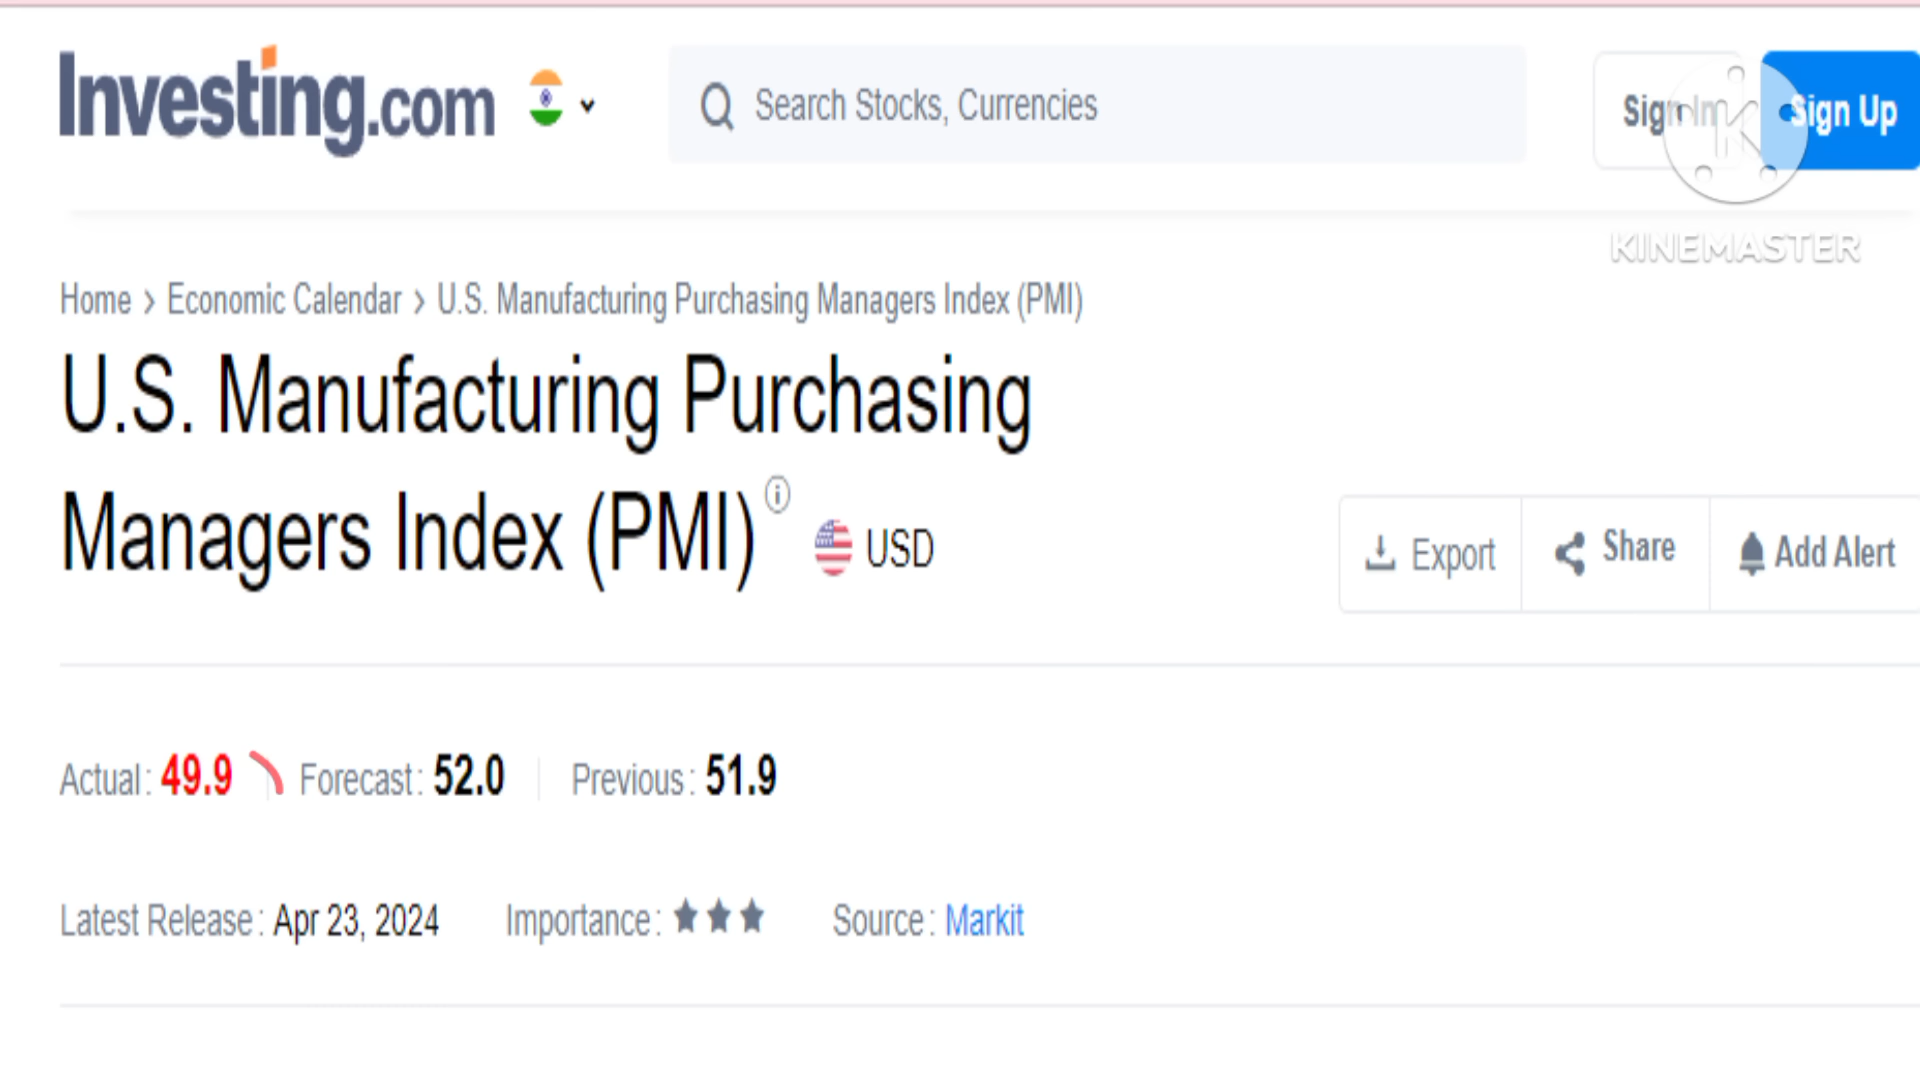 Investing.com
Search Stocks, Currencies
Sign In
Sign Up
KINEMASTER
Home > Economic Calendar > U.S. Manufacturing Purchasing Managers Index (PMI)
U.S. Manufacturing Purchasing
Managers Index (PMI) USD
Export
Share
Add Alert
Actual: 49.9 Forecast: 52.0 Previous: 51.9
Latest Release: Apr 23, 2024 Importance: Source: Markit